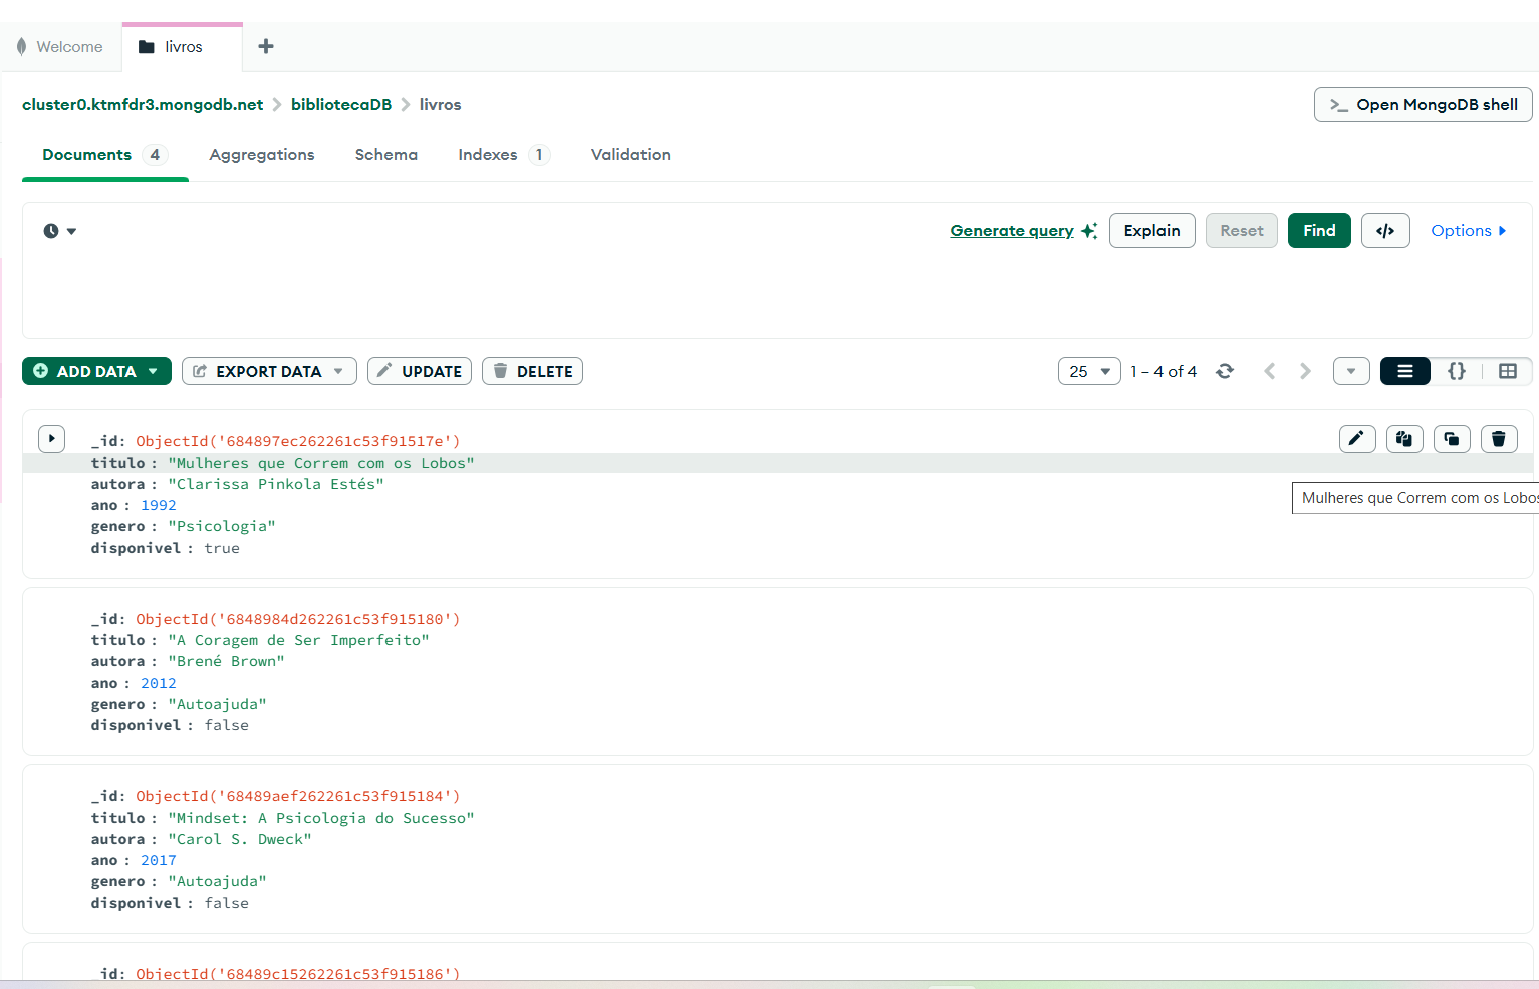 Welcome
livros
cluster0.ktmfdr3.mongodb.net > bibliotecaDB > livros
>_ Open MongoDB shell
Documents 4 Aggregations Schema Indexes 1 Validation
Generate query Explain Reset Find </> Options
ADD DATA EXPORT DATA UPDATE DELETE 25 1 – 4 of 4 {}
_id: ObjectId('684897ec262261c53f91517e')
titulo : "Mulheres que Correm com os Lobos"
autora : "Clarissa Pinkola Estés"
Mulheres que Correm com os Lobos
ano : 1992
genero : "Psicologia"
disponivel : true
_id: ObjectId('6848984d262261c53f915180')
titulo : "A Coragem de Ser Imperfeito"
autora : "Brené Brown"
ano : 2012
genero : "Autoajuda"
disponivel : false
_id: ObjectId('68489aef262261c53f915184')
titulo : "Mindset: A Psicologia do Sucesso"
autora : "Carol S. Dweck"
ano : 2017
genero : "Autoajuda"
disponivel : false
_id: ObjectId('68489c15262261c53f915186')